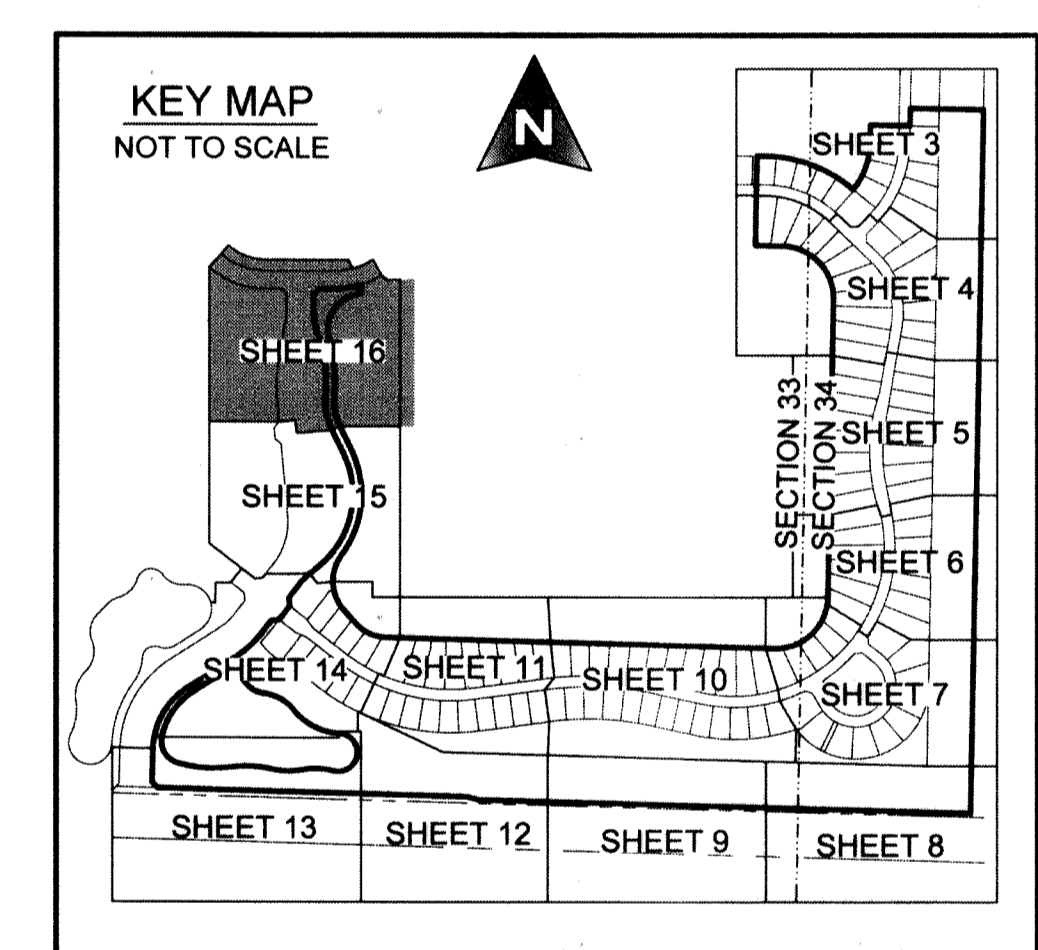 KEY MAP
NOT TO SCALE
N
SHEET 3
SHEET 4
SHEET 16
SECTION 33
SECTION 34
SHEET 5
SHEET 15
SHEET 6
SHEET 14
SHEET 11
SHEET 10
SHEET 7
SHEET 13
SHEET 12
SHEET 9
SHEET 8